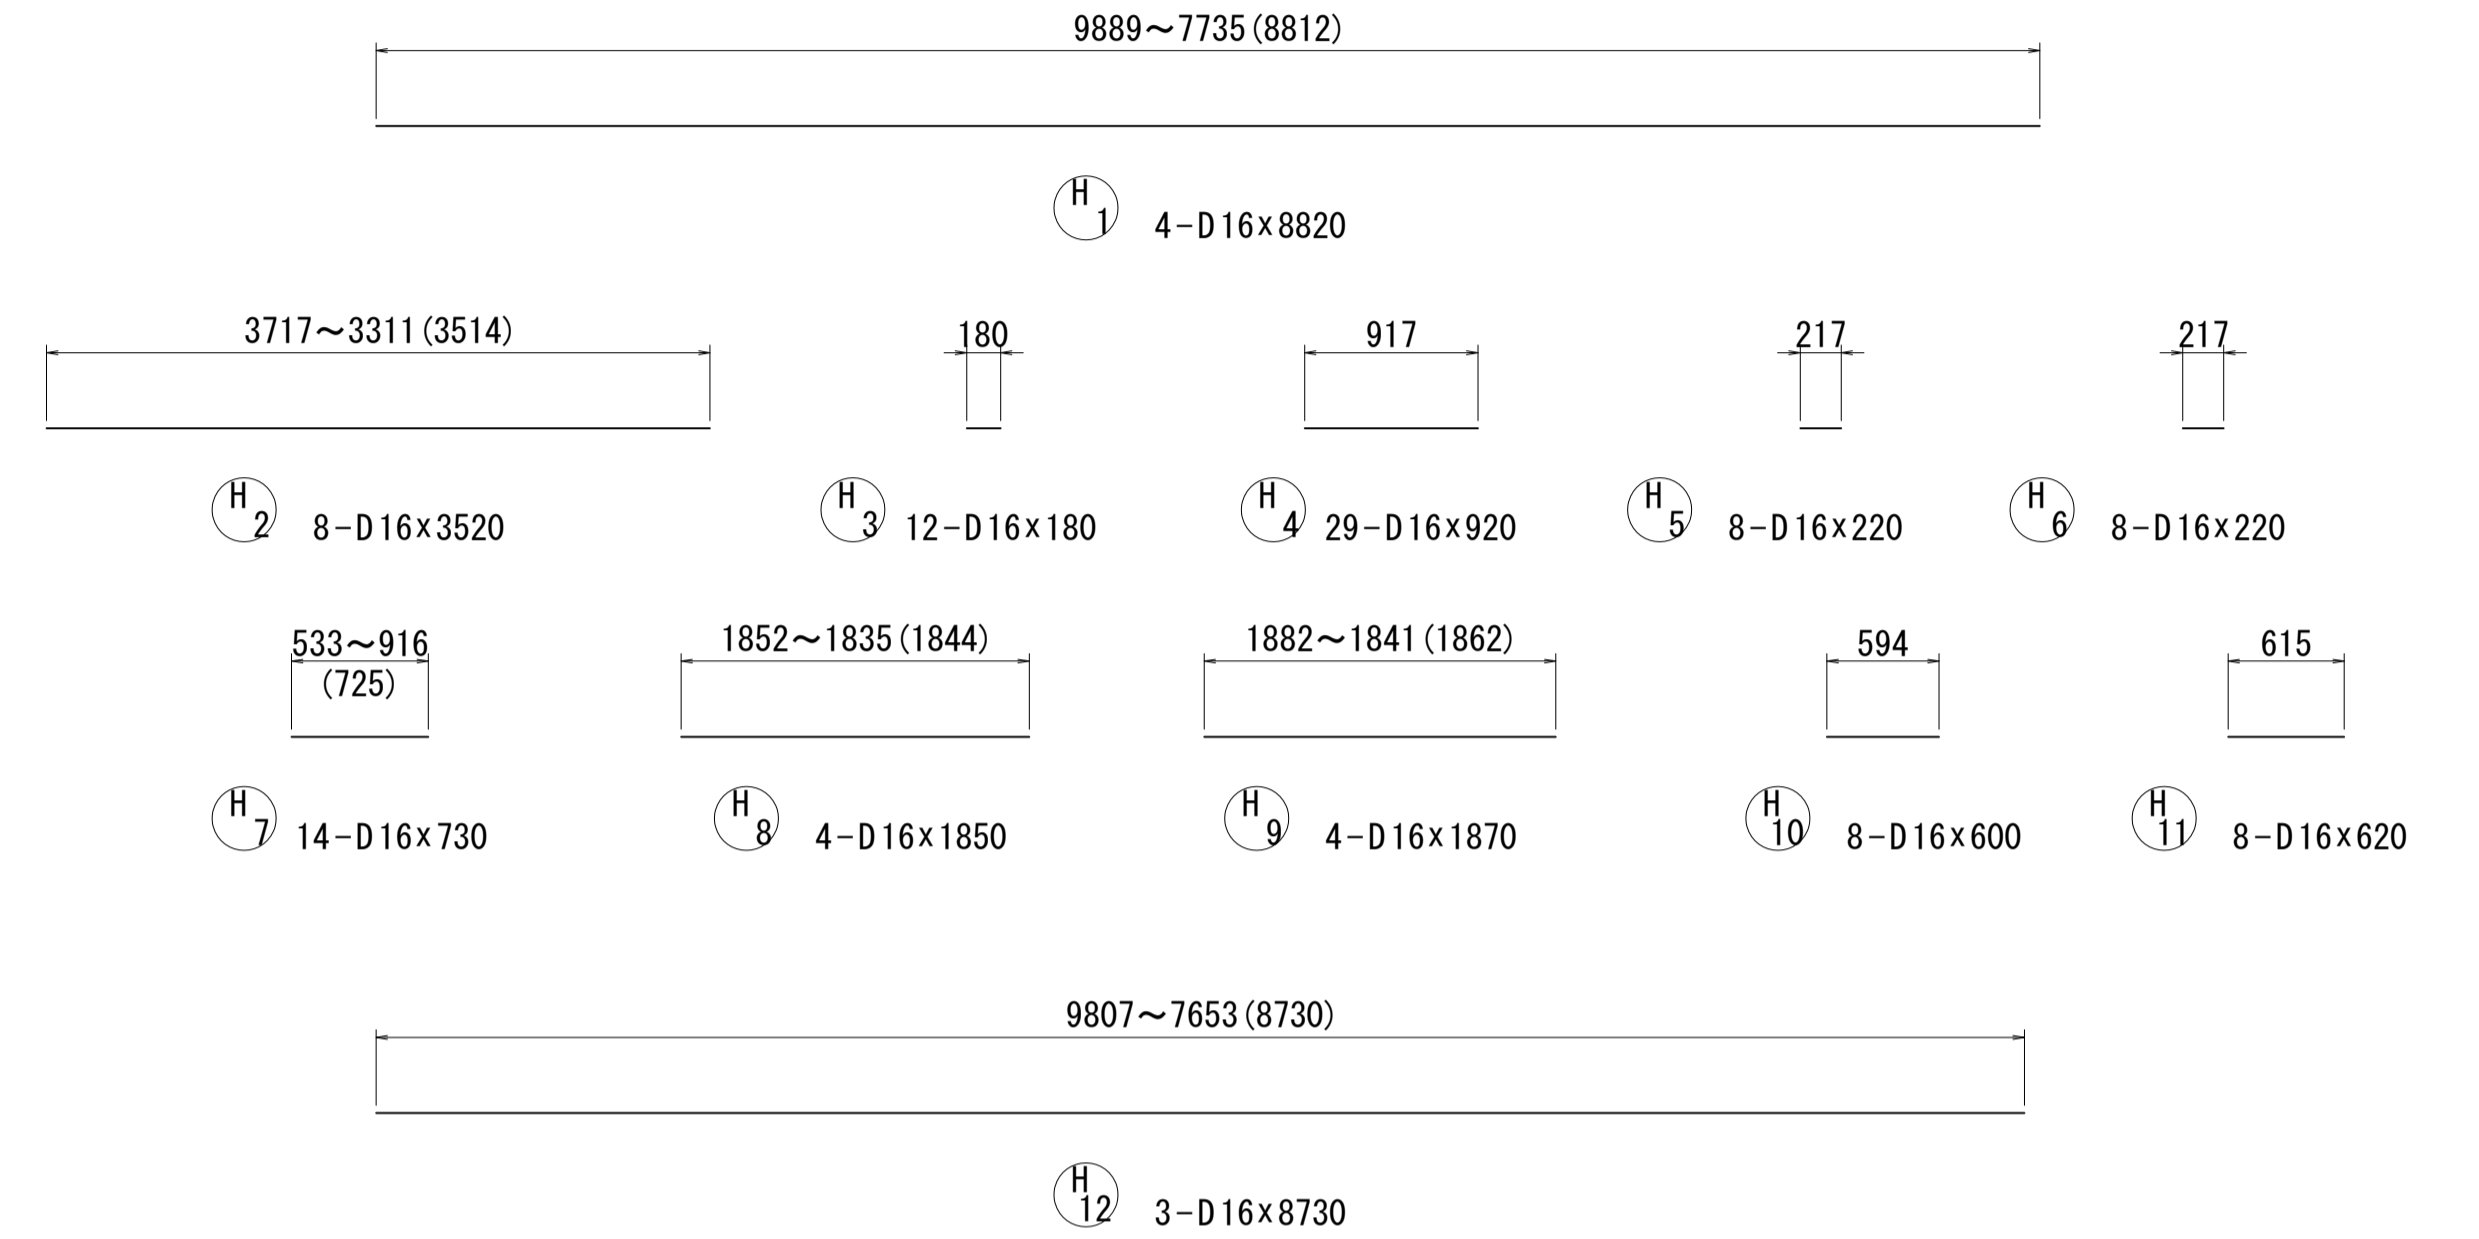 9889～7735(8812)
H1 4-D16×8820
3717～3311(3514)
180
917
217
217
H2 8-D16×3520
H3 12-D16×180
H4 29-D16×920
H5 8-D16×220
H6 8-D16×220
533～916
(725)
1852～1835(1844)
1882～1841(1862)
594
615
H7 14-D16×730
H8 4-D16×1850
H9 4-D16×1870
H10 8-D16×600
H11 8-D16×620
9807～7653(8730)
H12 3-D16×8730